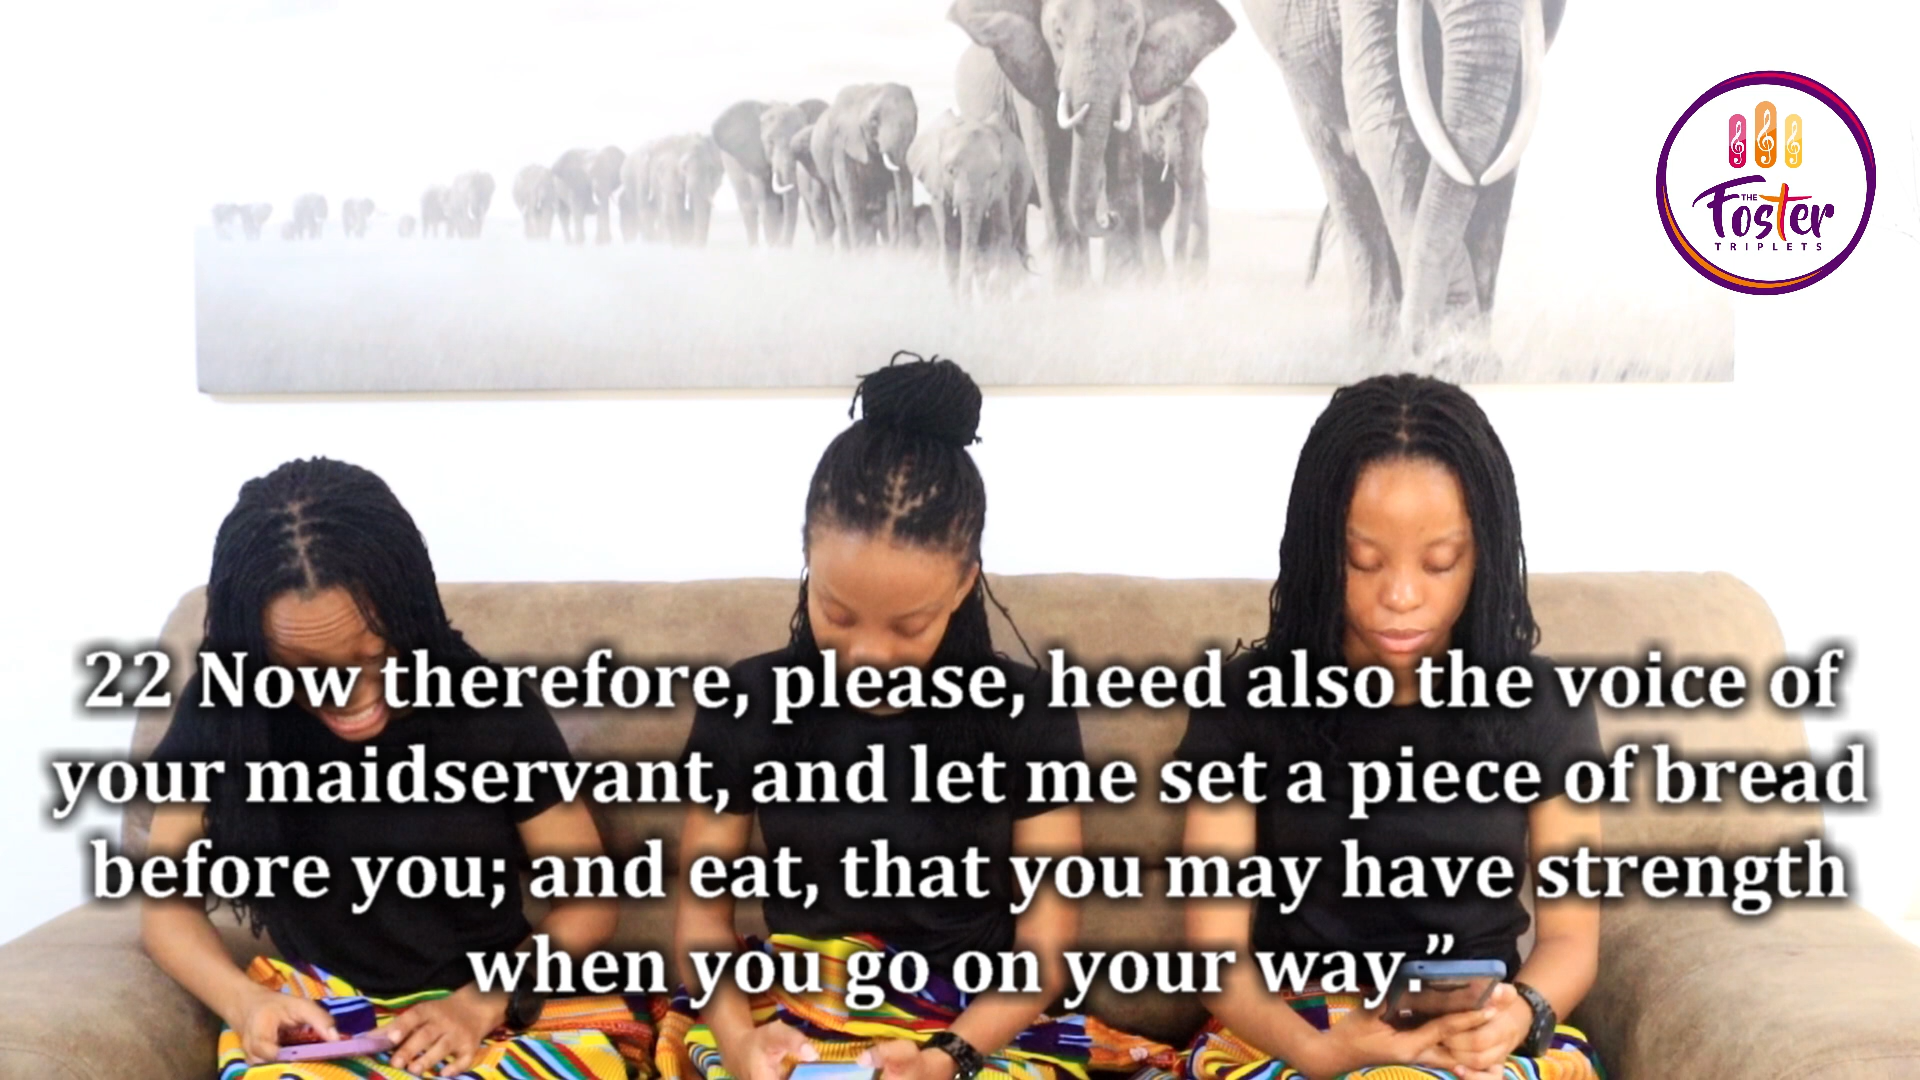 THE
Foster
TRIPLETS
22 Now therefore, please, heed also the voice of
your maidservant, and let me set a piece of bread
before you; and eat, that you may have strength
when you go on your way.”